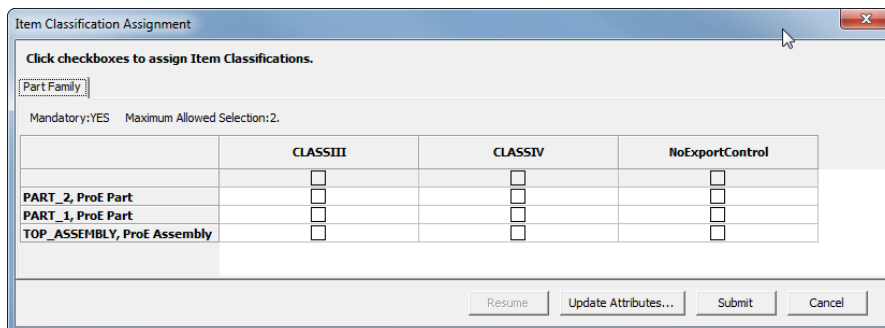 Item Classification Assignment
Click checkboxes to assign Item Classifications.
Part Family
Mandatory:YES Maximum Allowed Selection:2.
CLASSIII CLASSIV NoExportControl
PART_2, ProE Part
PART_1, ProE Part
TOP_ASSEMBLY, ProE Assembly
Resume Update Attributes... Submit Cancel